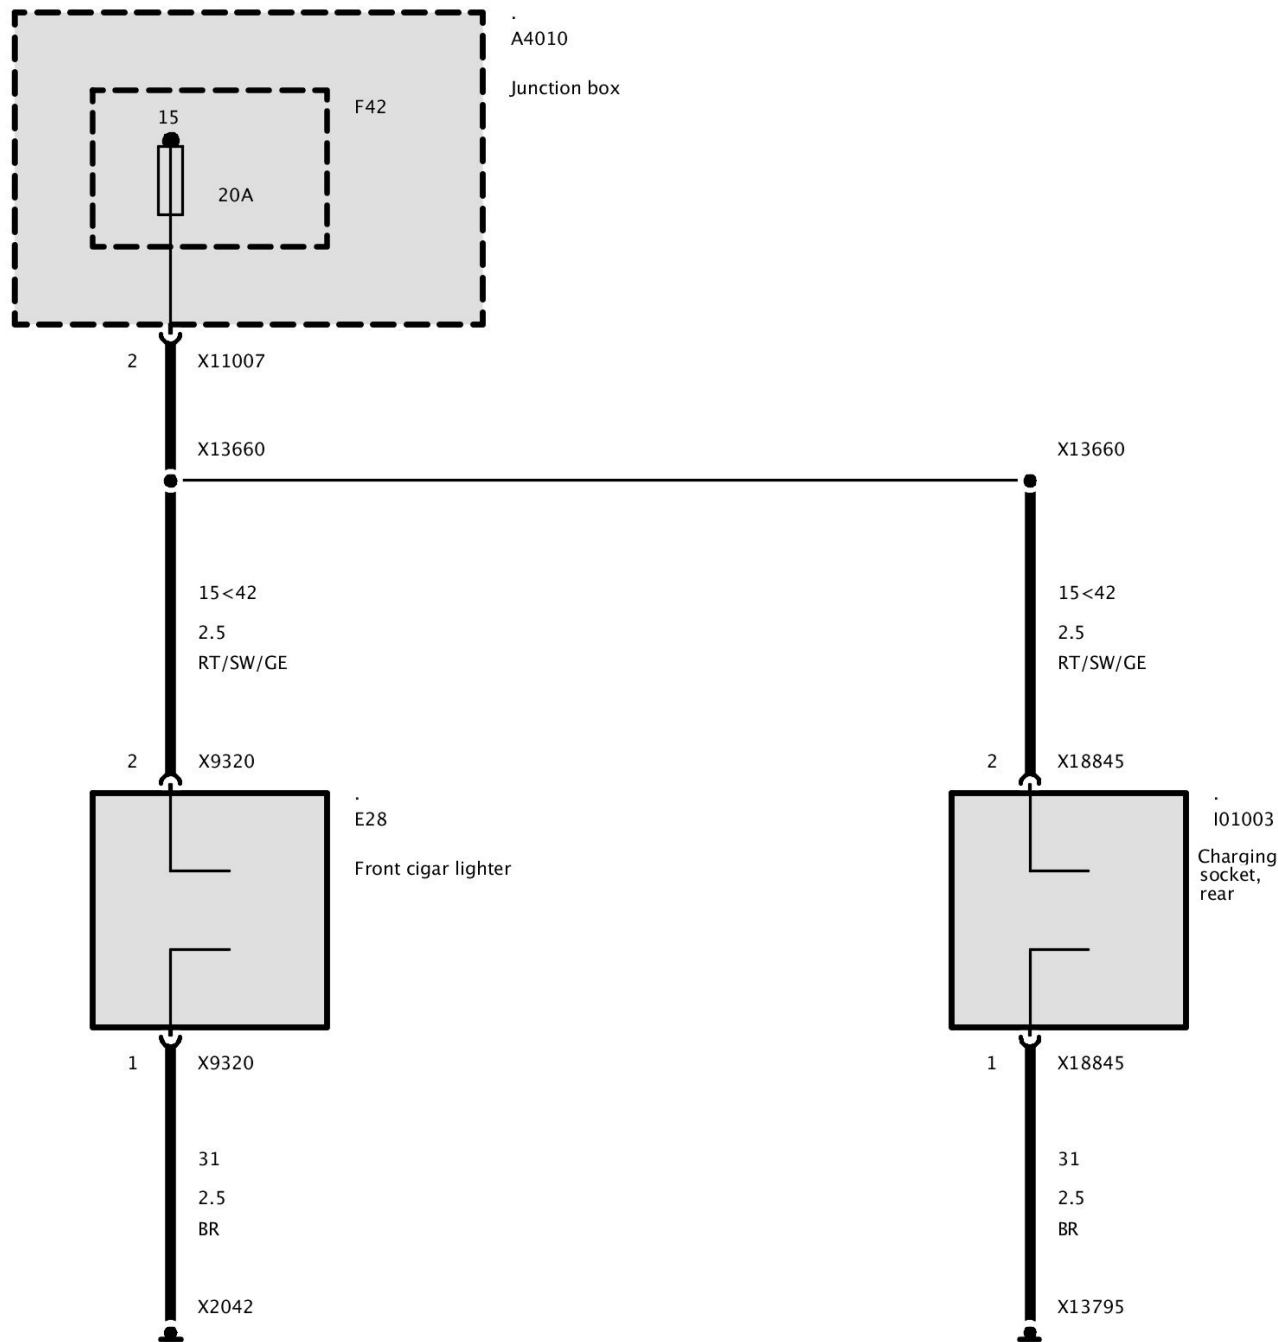 .
A4010
Junction box
F42
15
20A
2 X11007
X13660 X13660
15<42 15<42
2.5 2.5
RT/SW/GE RT/SW/GE
2 X9320 2 X18845
. .
E28 I01003
Front cigar lighter
Charging
socket,
rear
1 X9320 1 X18845
31 31
2.5 2.5
BR BR
X2042 X13795